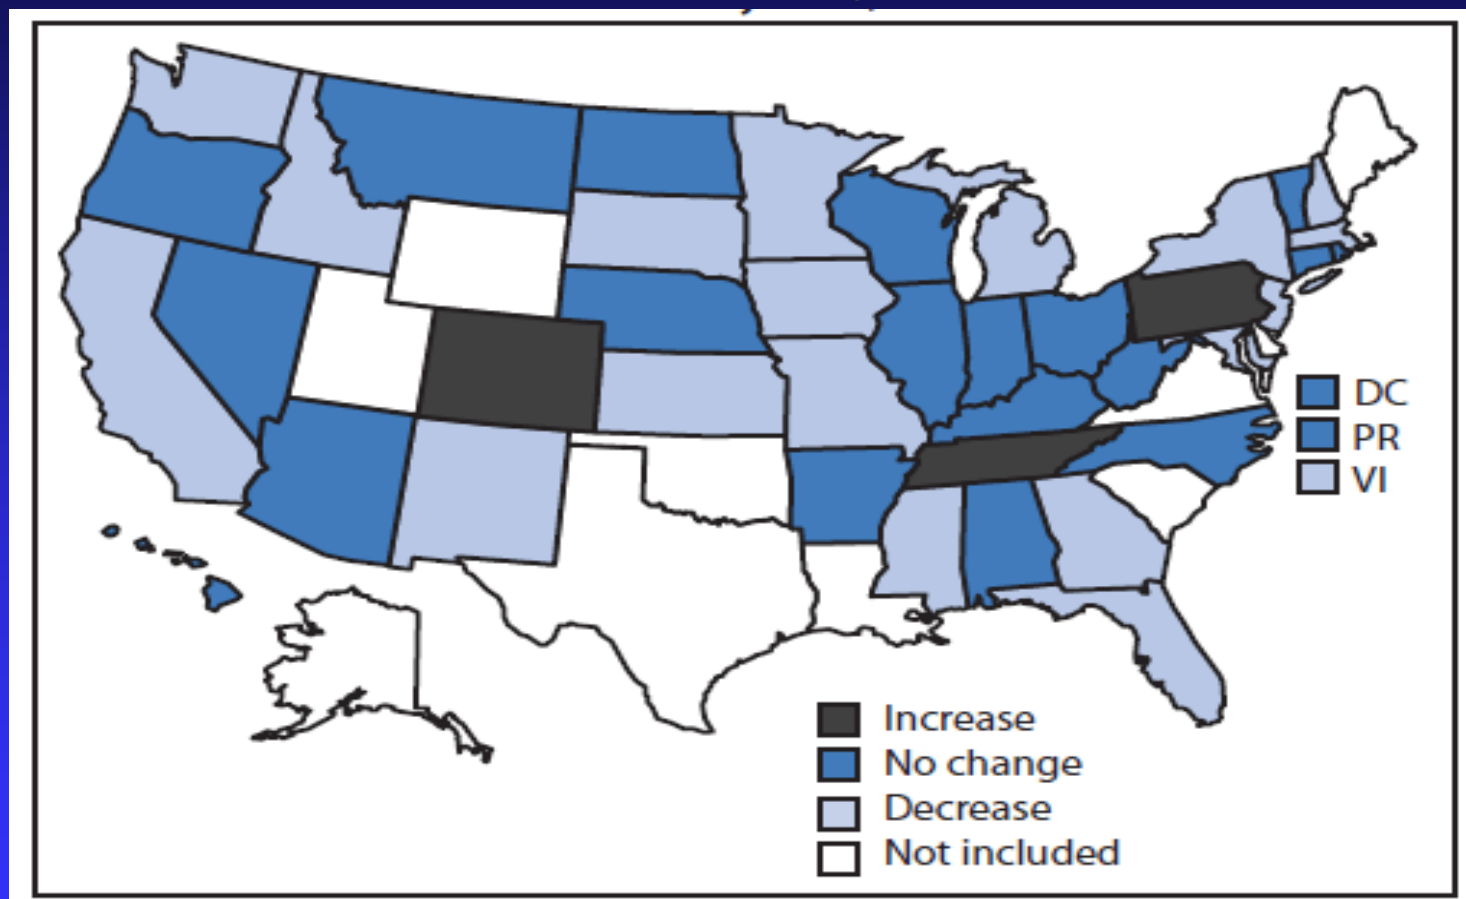 DC
PR
VI
Increase
No change
Decrease
Not included